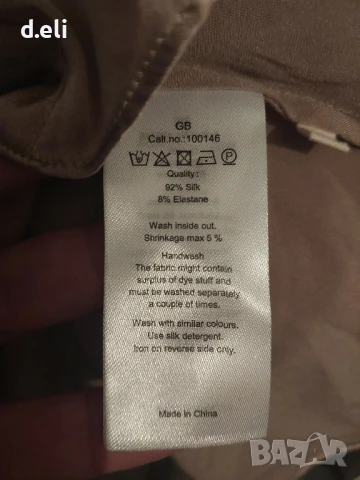 d.eli
GB
Call.no.:100146
P
Quality:
92% Silk
8% Elastane
Wash inside out.
Shrinkage max 5 %
Handwash
The fabric might contain
surplus of dye stuff and
must be washed separately
a couple of times.
Wash with similar colours.
Use silk detergent.
Iron on reverse side only.
Made in China
BAZAR